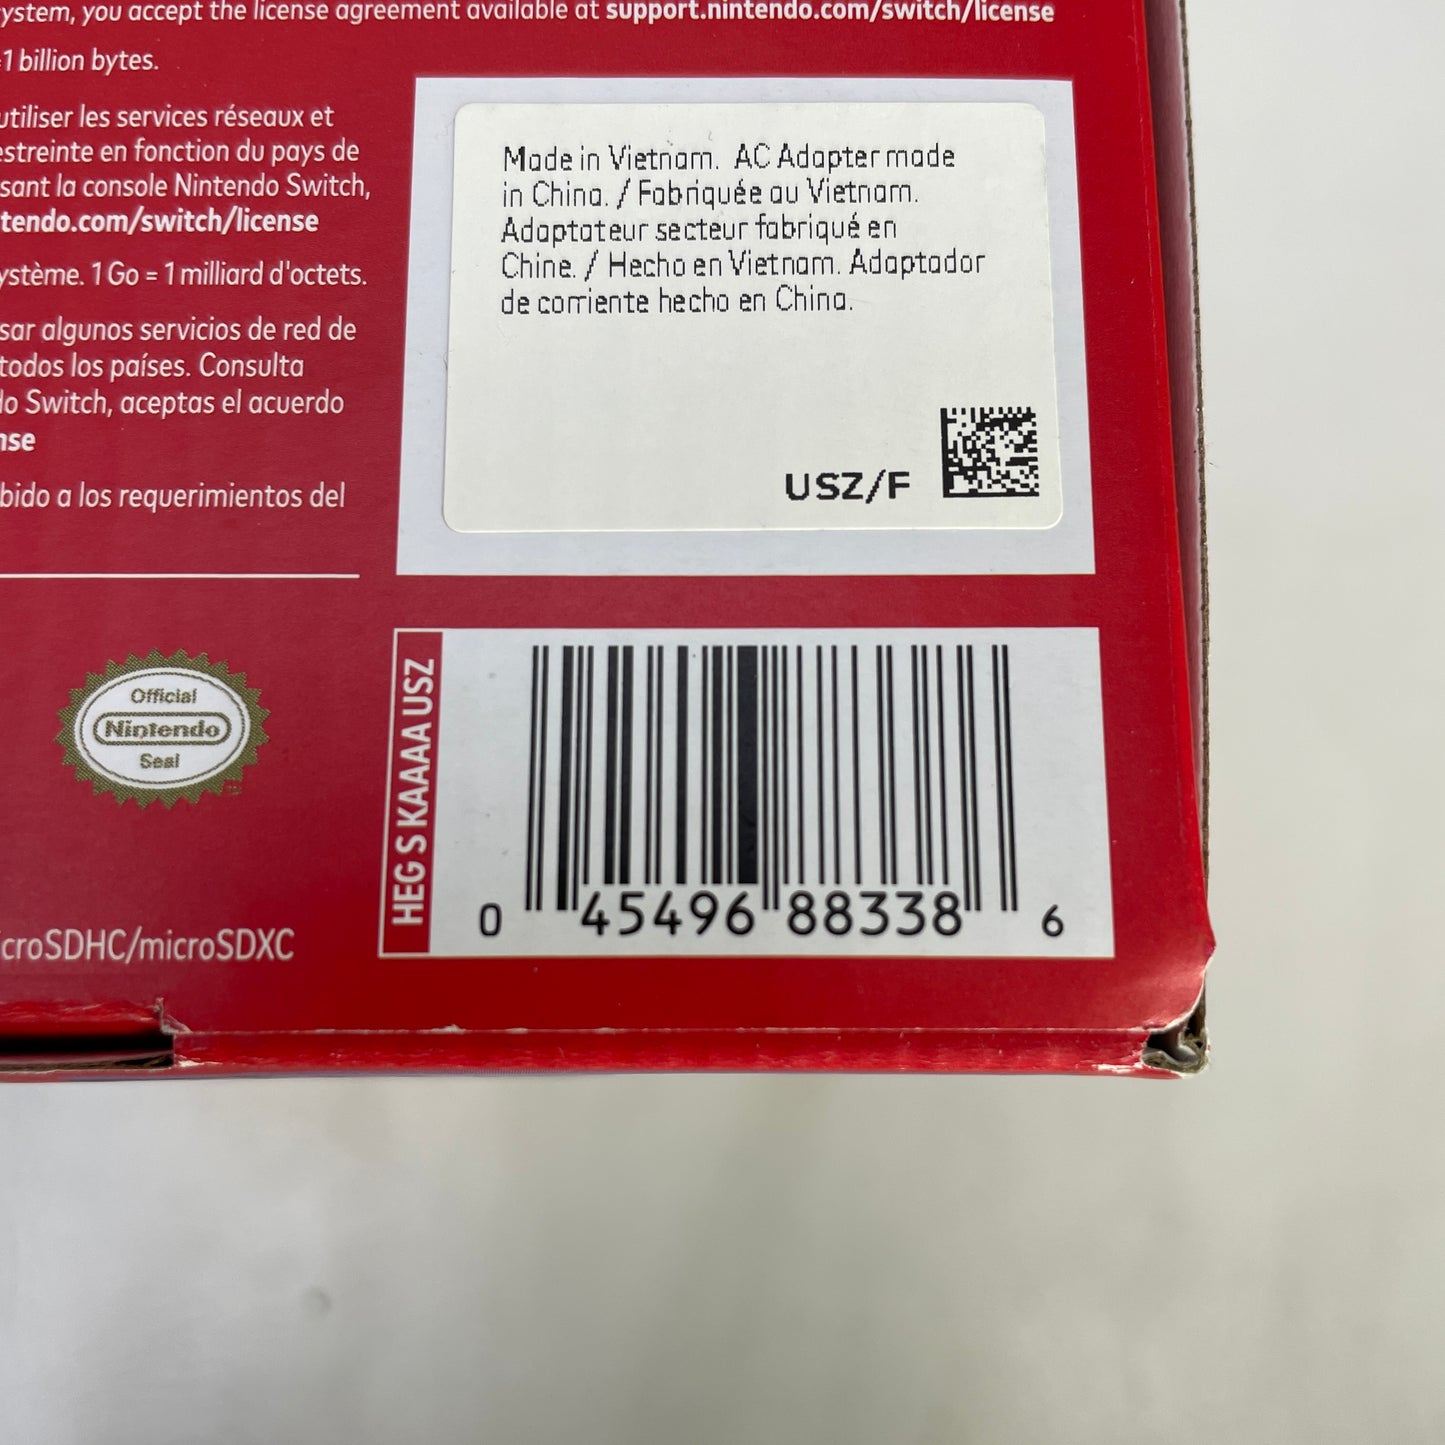 ystem, you accept the license agreement available at support.nintendo.com/switch/license
1 billion bytes.
utiliser les services réseaux et
estreinte en fonction du pays de
sant la console Nintendo Switch,
tendo.com/switch/license
ystème. 1 Go = 1 milliard d'octets.
sar algunos servicios de red de
todos los países. Consulta
do Switch, aceptas el acuerdo
nse
bido a los requerimientos del
Made in Vietnam. AC Adapter made
in China. / Fabriquée au Vietnam.
Adaptateur secteur fabriqué en
Chine. / Hecho en Vietnam. Adaptador
de corriente hecho en China.
USZ/F
Official
Nintendo
Seal
HEG S KAAAA USZ
0 45496 88338 6
icroSDHC/microSDXC